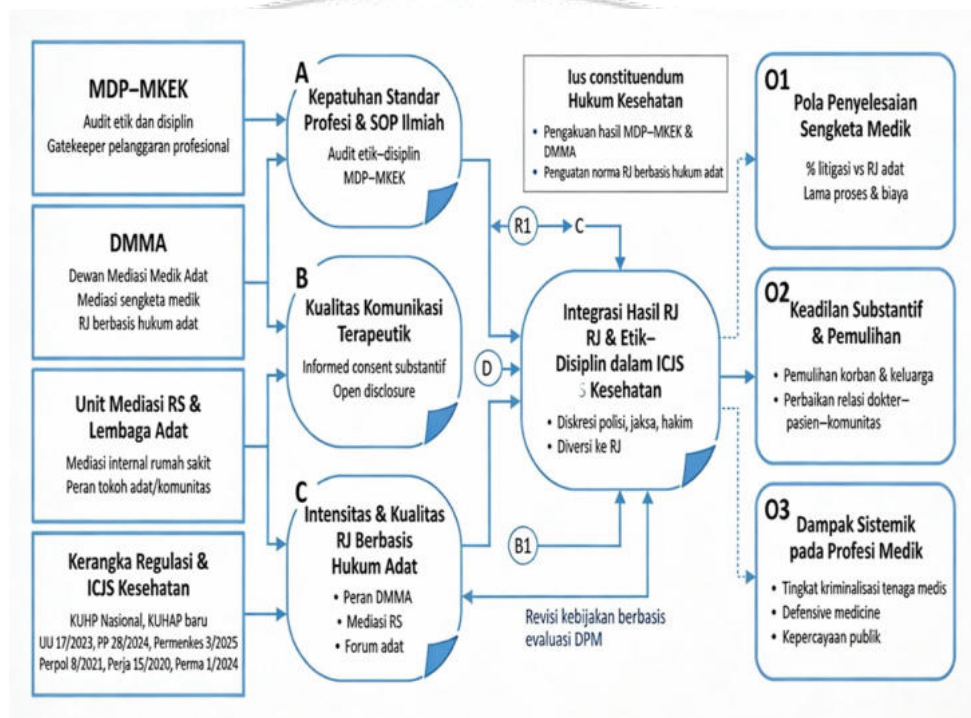 MDP–MKEK
Audit etik dan disiplin
Gatekeeper pelanggaran profesional
DMMA
Dewan Mediasi Medik Adat
Mediasi sengketa medik
RJ berbasis hukum adat
Unit Mediasi RS &
Lembaga Adat
Mediasi internal rumah sakit
Peran tokoh adat/komunitas
Kerangka Regulasi &
ICJS Kesehatan
KUHP Nasional, KUHAP baru
UU 17/2023, PP 28/2024, Permenkes 3/2025
Perpol 8/2021, Perja 15/2020, Perma 1/2024
A
Kepatuhan Standar
Profesi & SOP Ilmiah
Audit etik–disiplin
MDP–MKEK
B
Kualitas Komunikasi
Terapeutik
Informed consent substantif
Open disclosure
C
Intensitas & Kualitas
RJ Berbasis
Hukum Adat
• Peran DMMA
• Mediasi RS
• Forum adat
Ius constituendum
Hukum Kesehatan
• Pengakuan hasil MDP–MKEK &
DMMA
• Penguatan norma RJ berbasis hukum adat
R1
C
D
Integrasi Hasil RJ
RJ & Etik–
Disiplin dalam ICJS
5 Kesehatan
• Diskresi polisi, jaksa, hakim
• Diversi ke RJ
B1
Revisi kebijakan berbasis
evaluasi DPM
O1
Pola Penyelesaian
Sengketa Medik
% litigasi vs RJ adat
Lama proses & biaya
O2
Keadilan Substantif
& Pemulihan
• Pemulihan korban & keluarga
• Perbaikan relasi dokter–
pasien–komunitas
O3
Dampak Sistemik
pada Profesi Medik
• Tingkat kriminalisasi tenaga medis
• Defensive medicine
• Kepercayaan publik